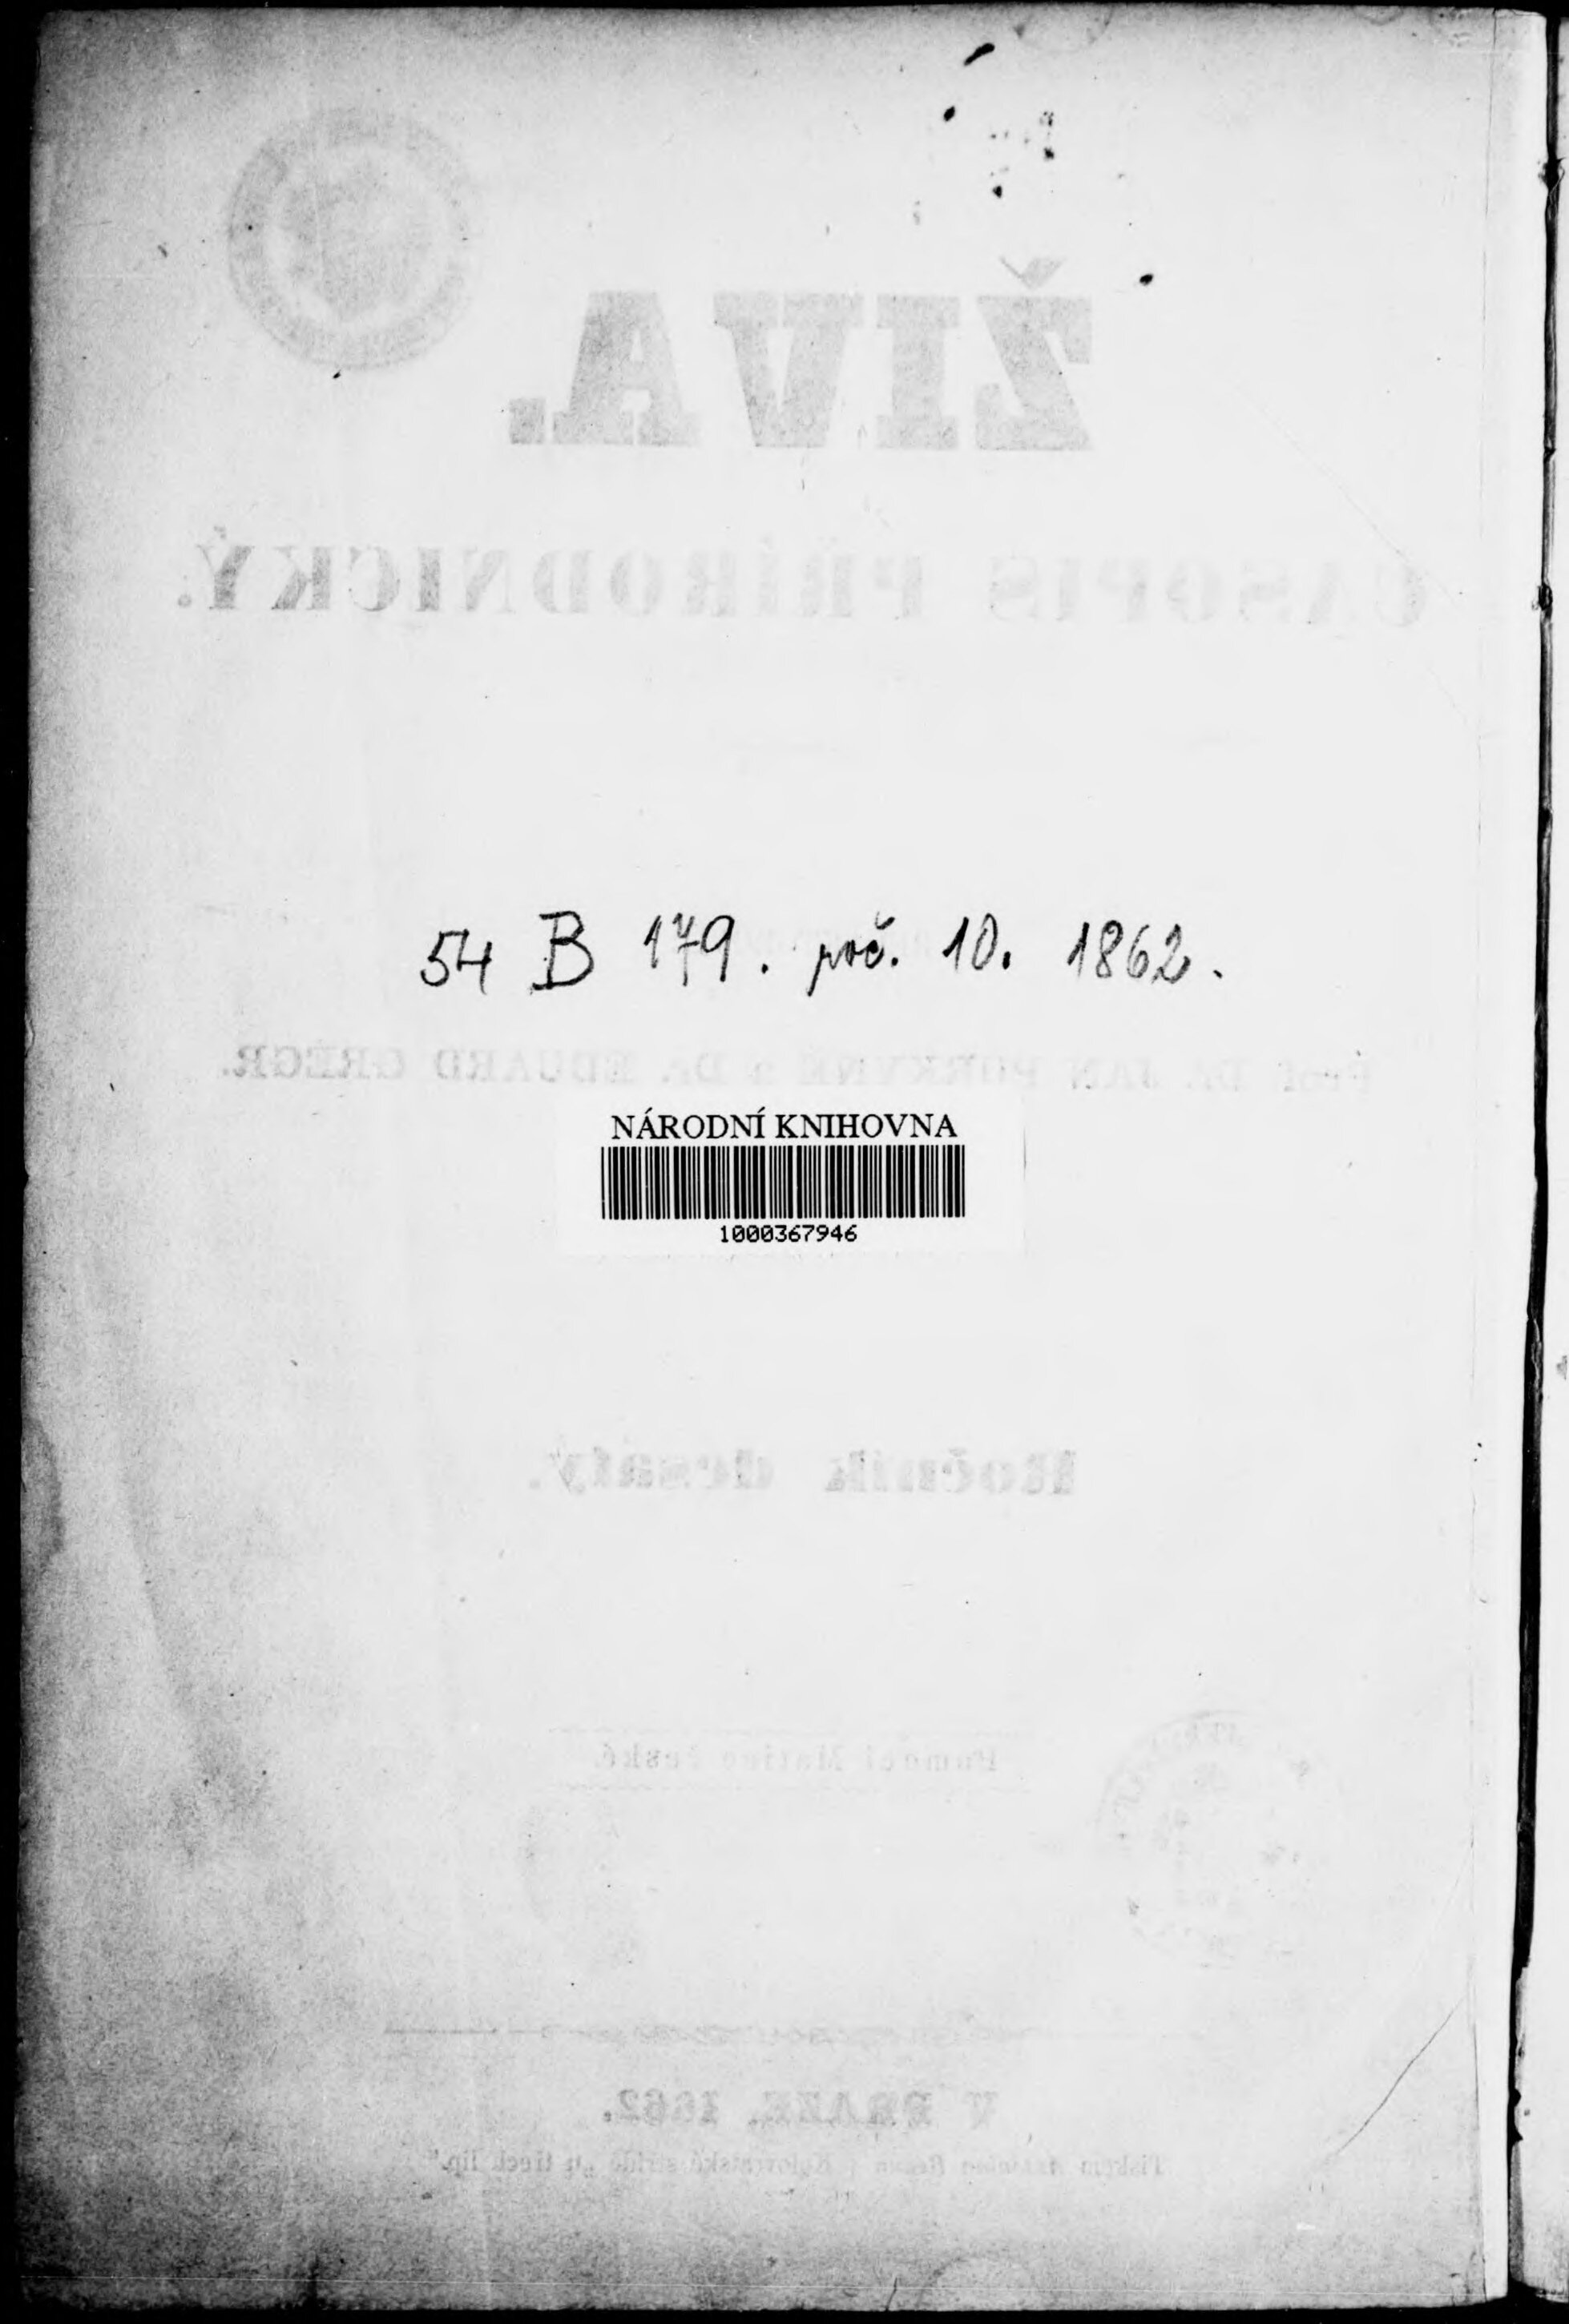 ŽIVA.
ČASOPIS PŘÍRODNICKÝ.
54 B 179. roč. 10. 1862.
Prof. Dr. JAN PURKYNĚ a Dr. EDUARD GRÉGR.
NÁRODNÍ KNIHOVNA
1000367946
Ročník desátý.
Pomocí Matice české.
V PRAZE, 1862.